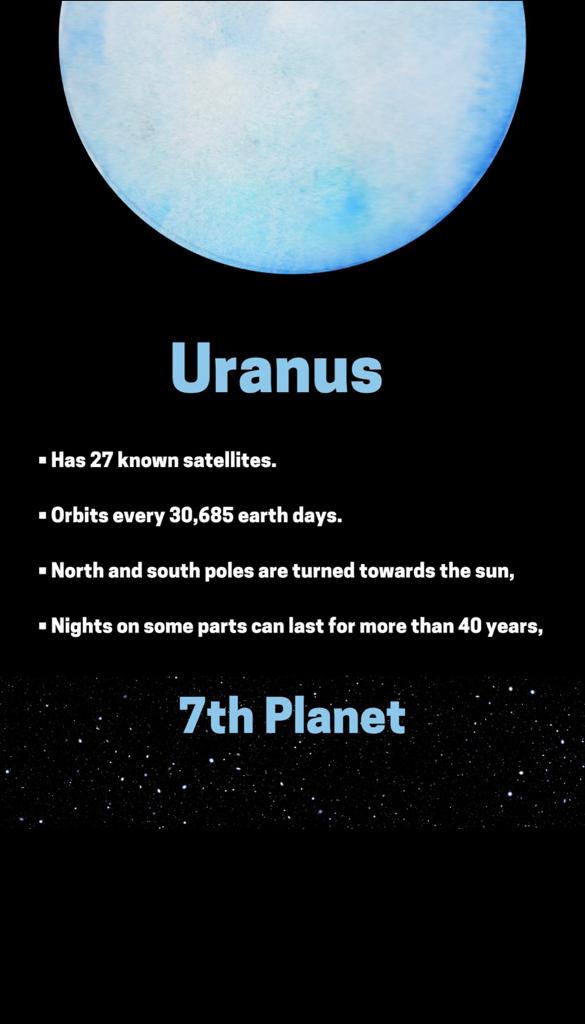 Uranus
▪ Has 27 known satellites.
▪ Orbits every 30,685 earth days.
▪ North and south poles are turned towards the sun,
▪ Nights on some parts can last for more than 40 years,
7th Planet